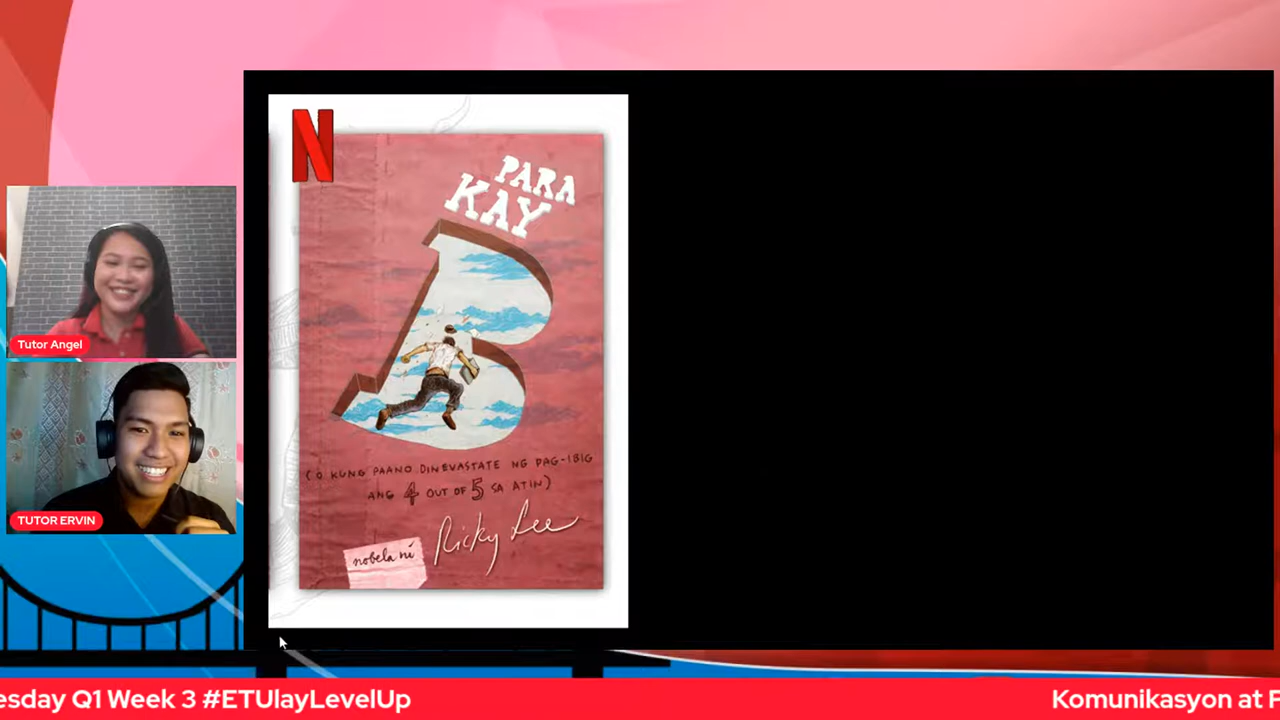 N
PARA
KAY
B
(O KUNG PAANO DINEVASTATE NG PAG-IBIG
ANG 4 OUT OF 5 SA ATIN)
nobela ni
Ricky Lee
Tutor Angel
TUTOR ERVIN
esday Q1 Week 3 #ETUlayLevelUp
Komunikasyon at P